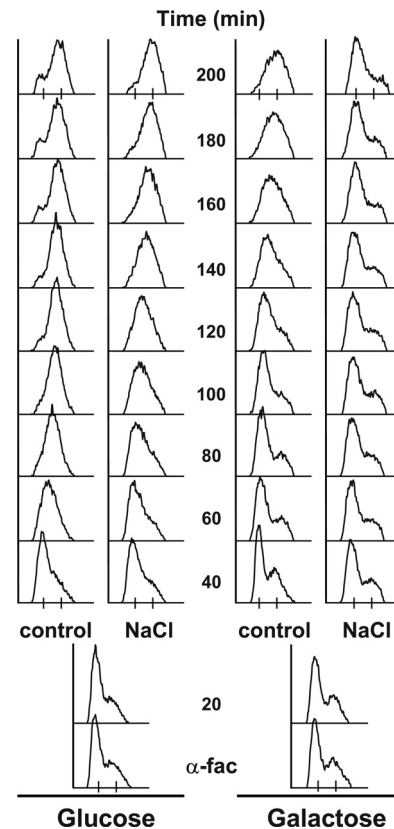 Time (min)
200
180
160
140
120
100
80
60
40
control NaCl control NaCl
20
α-fac
Glucose Galactose